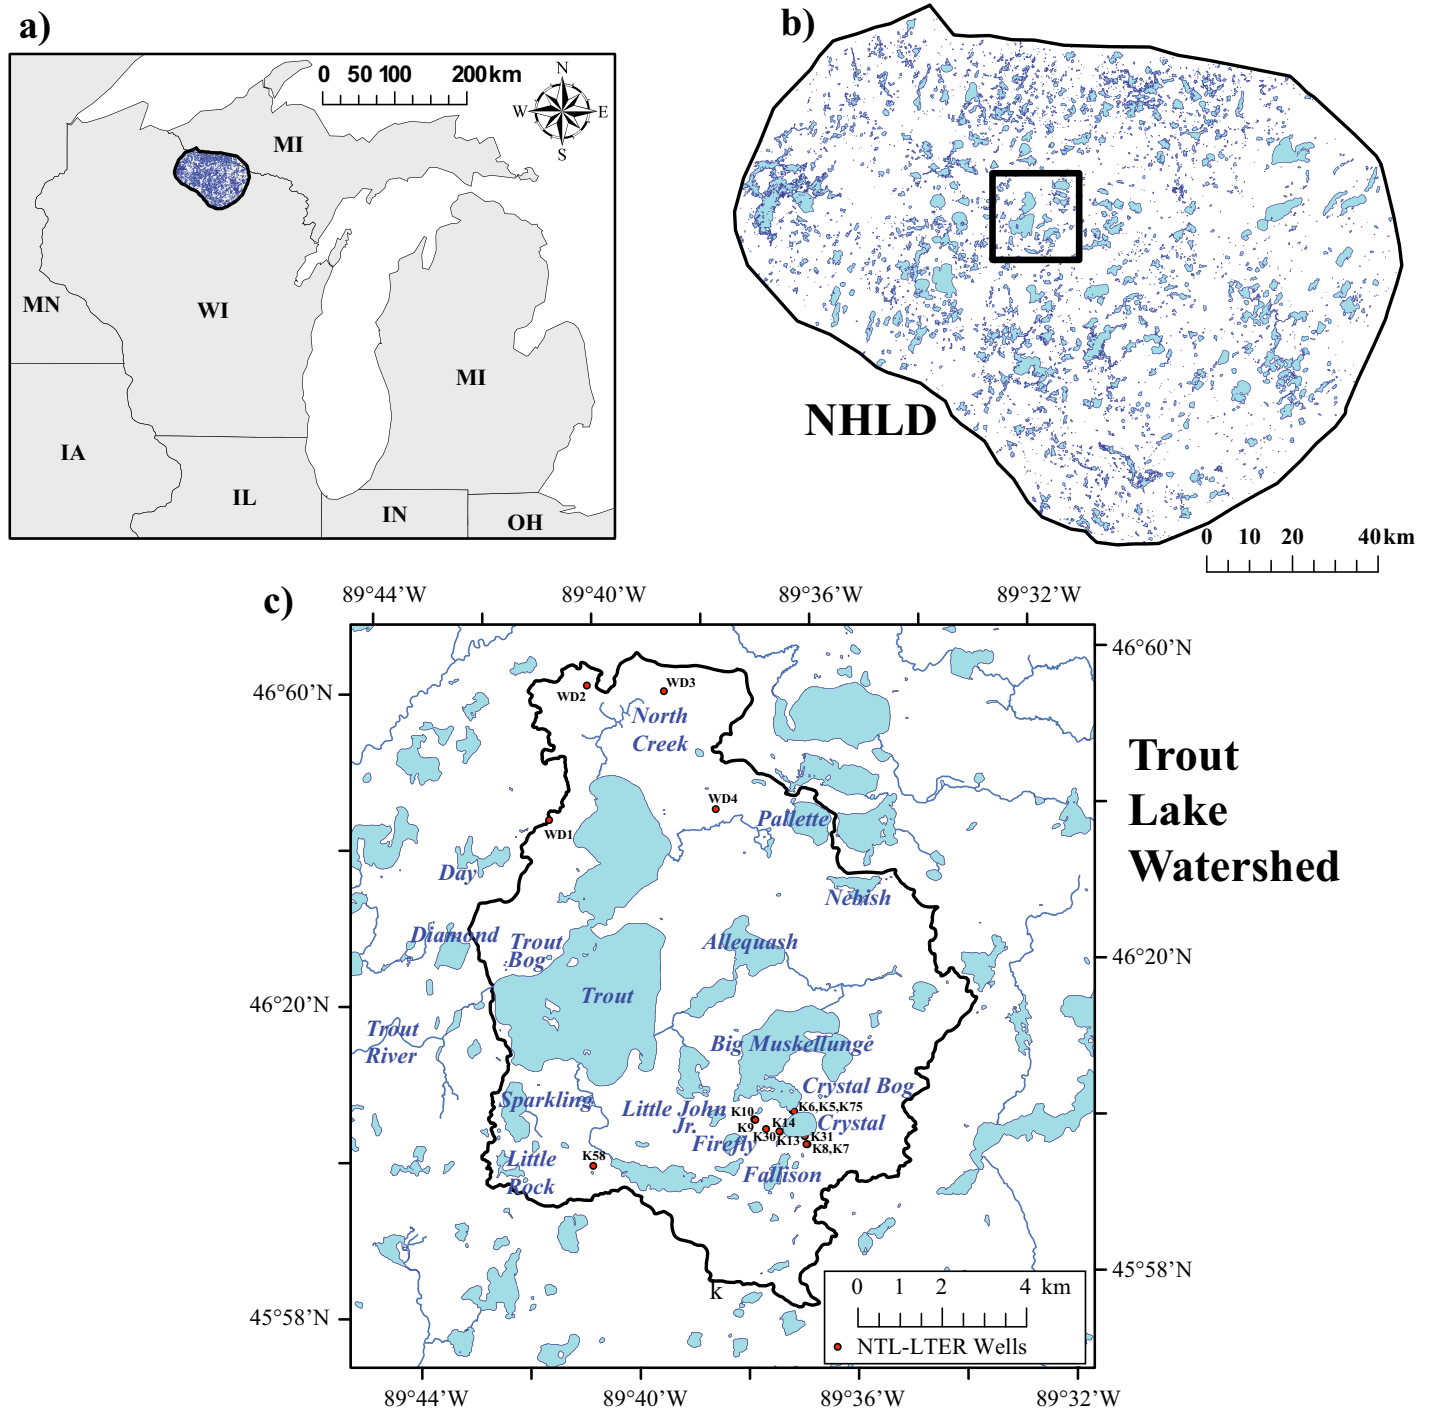 a)
0 50 100 200 km
N
W E
S
MI
MN
WI
MI
IA
IL
IN
OH
b)
NHLD
0 10 20 40 km
c)
89°44’W 89°40’W 89°36’W 89°32’W
46°60’N
46°60’N
WD2
WD3
North
Creek
WD4
WD1
Pallette
Day
Nebish
Trout
Lake
Watershed
Diamond
Trout
Bog
Allequash
46°20’N
Trout
46°20’N
Trout
River
Big Muskellunge
Sparkling
Crystal Bog
Little John
Jr.
K10
K6,K5,K75
K9
K14
Crystal
K30
K13
K31
Firefly
K8,K7
K58
Little
Rock
Fallison
45°58’N
k
0 1 2 4 km
45°58’N
NTL-LTER Wells
89°44’W 89°40’W 89°36’W 89°32’W